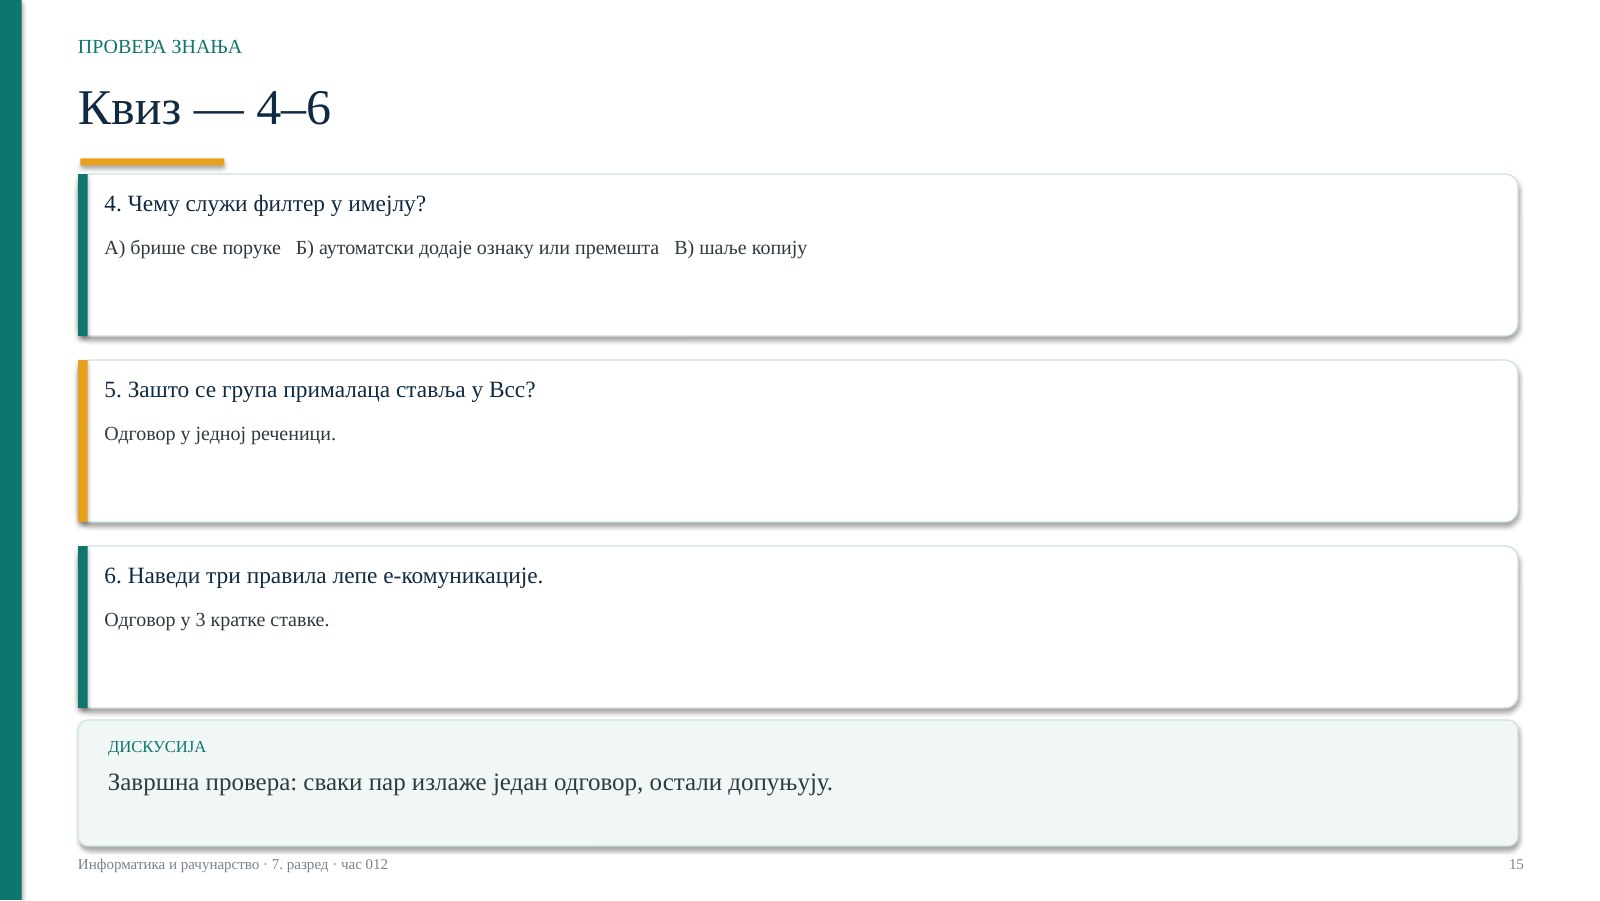 ПРОВЕРА ЗНАЊА
Квиз — 4–6
4. Чему служи филтер у имејлу?
А) брише све поруке   Б) аутоматски додаје ознаку или премешта   В) шаље копију
5. Зашто се група прималаца ставља у Bcc?
Одговор у једној реченици.
6. Наведи три правила лепе е-комуникације.
Одговор у 3 кратке ставке.
ДИСКУСИЈА
Завршна провера: сваки пар излаже један одговор, остали допуњују.
Информатика и рачунарство · 7. разред · час 012
15